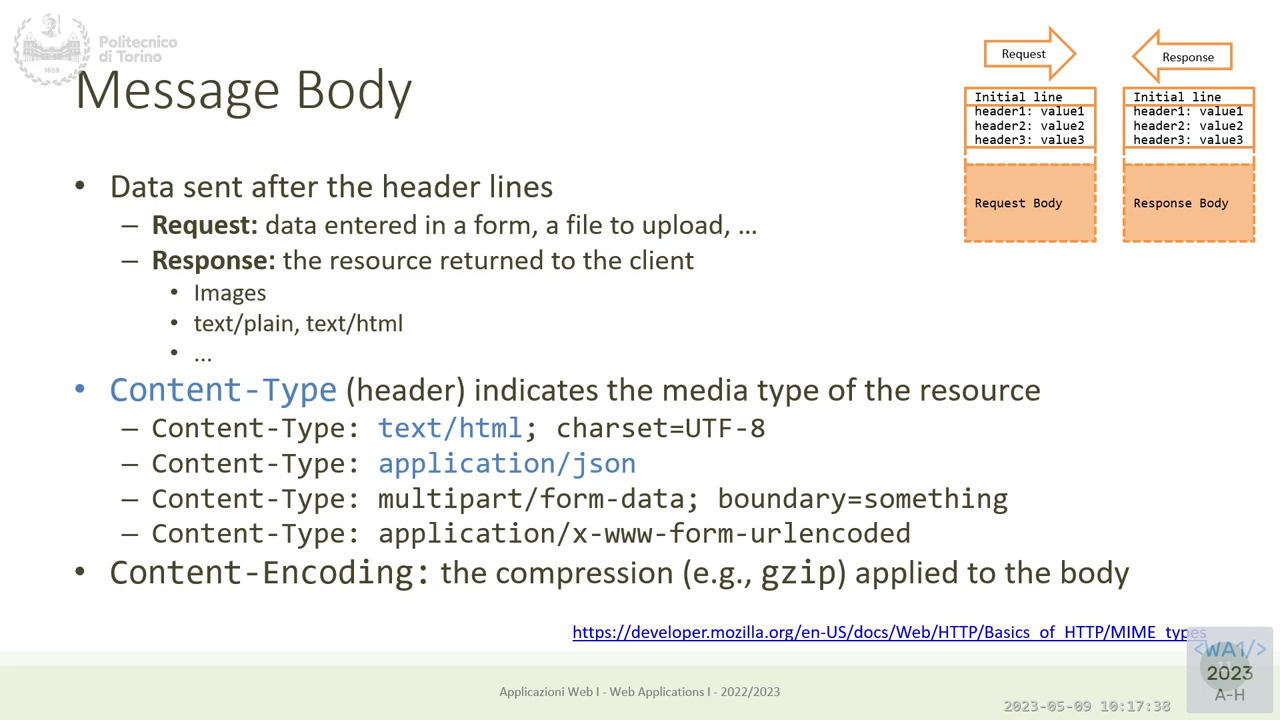 Politecnico
di Torino
1859
Message Body
Request
Response
Initial line
header1: value1
header2: value2
header3: value3
Request Body
Initial line
header1: value1
header2: value2
header3: value3
Response Body
• Data sent after the header lines
– Request: data entered in a form, a file to upload, …
– Response: the resource returned to the client
• Images
• text/plain, text/html
• ...
• Content-Type (header) indicates the media type of the resource
– Content-Type: text/html; charset=UTF-8
– Content-Type: application/json
– Content-Type: multipart/form-data; boundary=something
– Content-Type: application/x-www-form-urlencoded
• Content-Encoding: the compression (e.g., gzip) applied to the body
https://developer.mozilla.org/en-US/docs/Web/HTTP/Basics_of_HTTP/MIME_types
<WA1/>
2023
A-H
Applicazioni Web I - Web Applications I - 2022/2023
2023-05-09 10:17:38